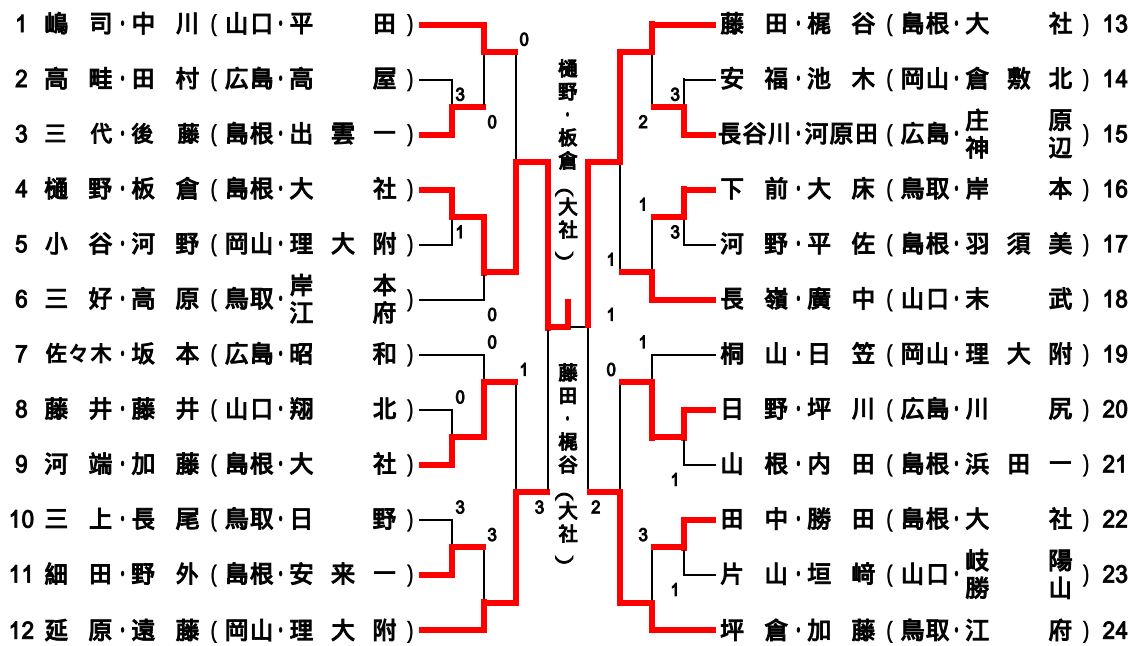 1 嶋司・中川(山口・平田)
2 高畦・田村(広島・高屋)
3 三代・後藤(島根・出雲一)
4 樋野・板倉(島根・大社)
5 小谷・河野(岡山・理大附)
6 三好・高原(鳥取・岸本江府)
7 佐々木・坂本(広島・昭和)
8 藤井・藤井(山口・翔北)
9 河端・加藤(島根・大社)
10 三上・長尾(鳥取・日野)
11 細田・野外(島根・安来一)
12 延原・遠藤(岡山・理大附)
0
3
0
1
0
0
1
0
3
3
3
樋野・板倉(大社)
藤田・梶谷(大社)
3
2
1
3
1
1
1
0
1
2
3
1
藤田・梶谷(島根・大社)13
安福・池木(岡山・倉敷北)14
長谷川・河原田(広島・庄原神辺)15
下前・大床(鳥取・岸本)16
河野・平佐(島根・羽須美)17
長嶺・廣中(山口・末武)18
桐山・日笠(岡山・理大附)19
日野・坪川(広島・川尻)20
山根・内田(島根・浜田一)21
田中・勝田(島根・大社)22
片山・垣﨑(山口・岐陽勝山)23
坪倉・加藤(鳥取・江府)24